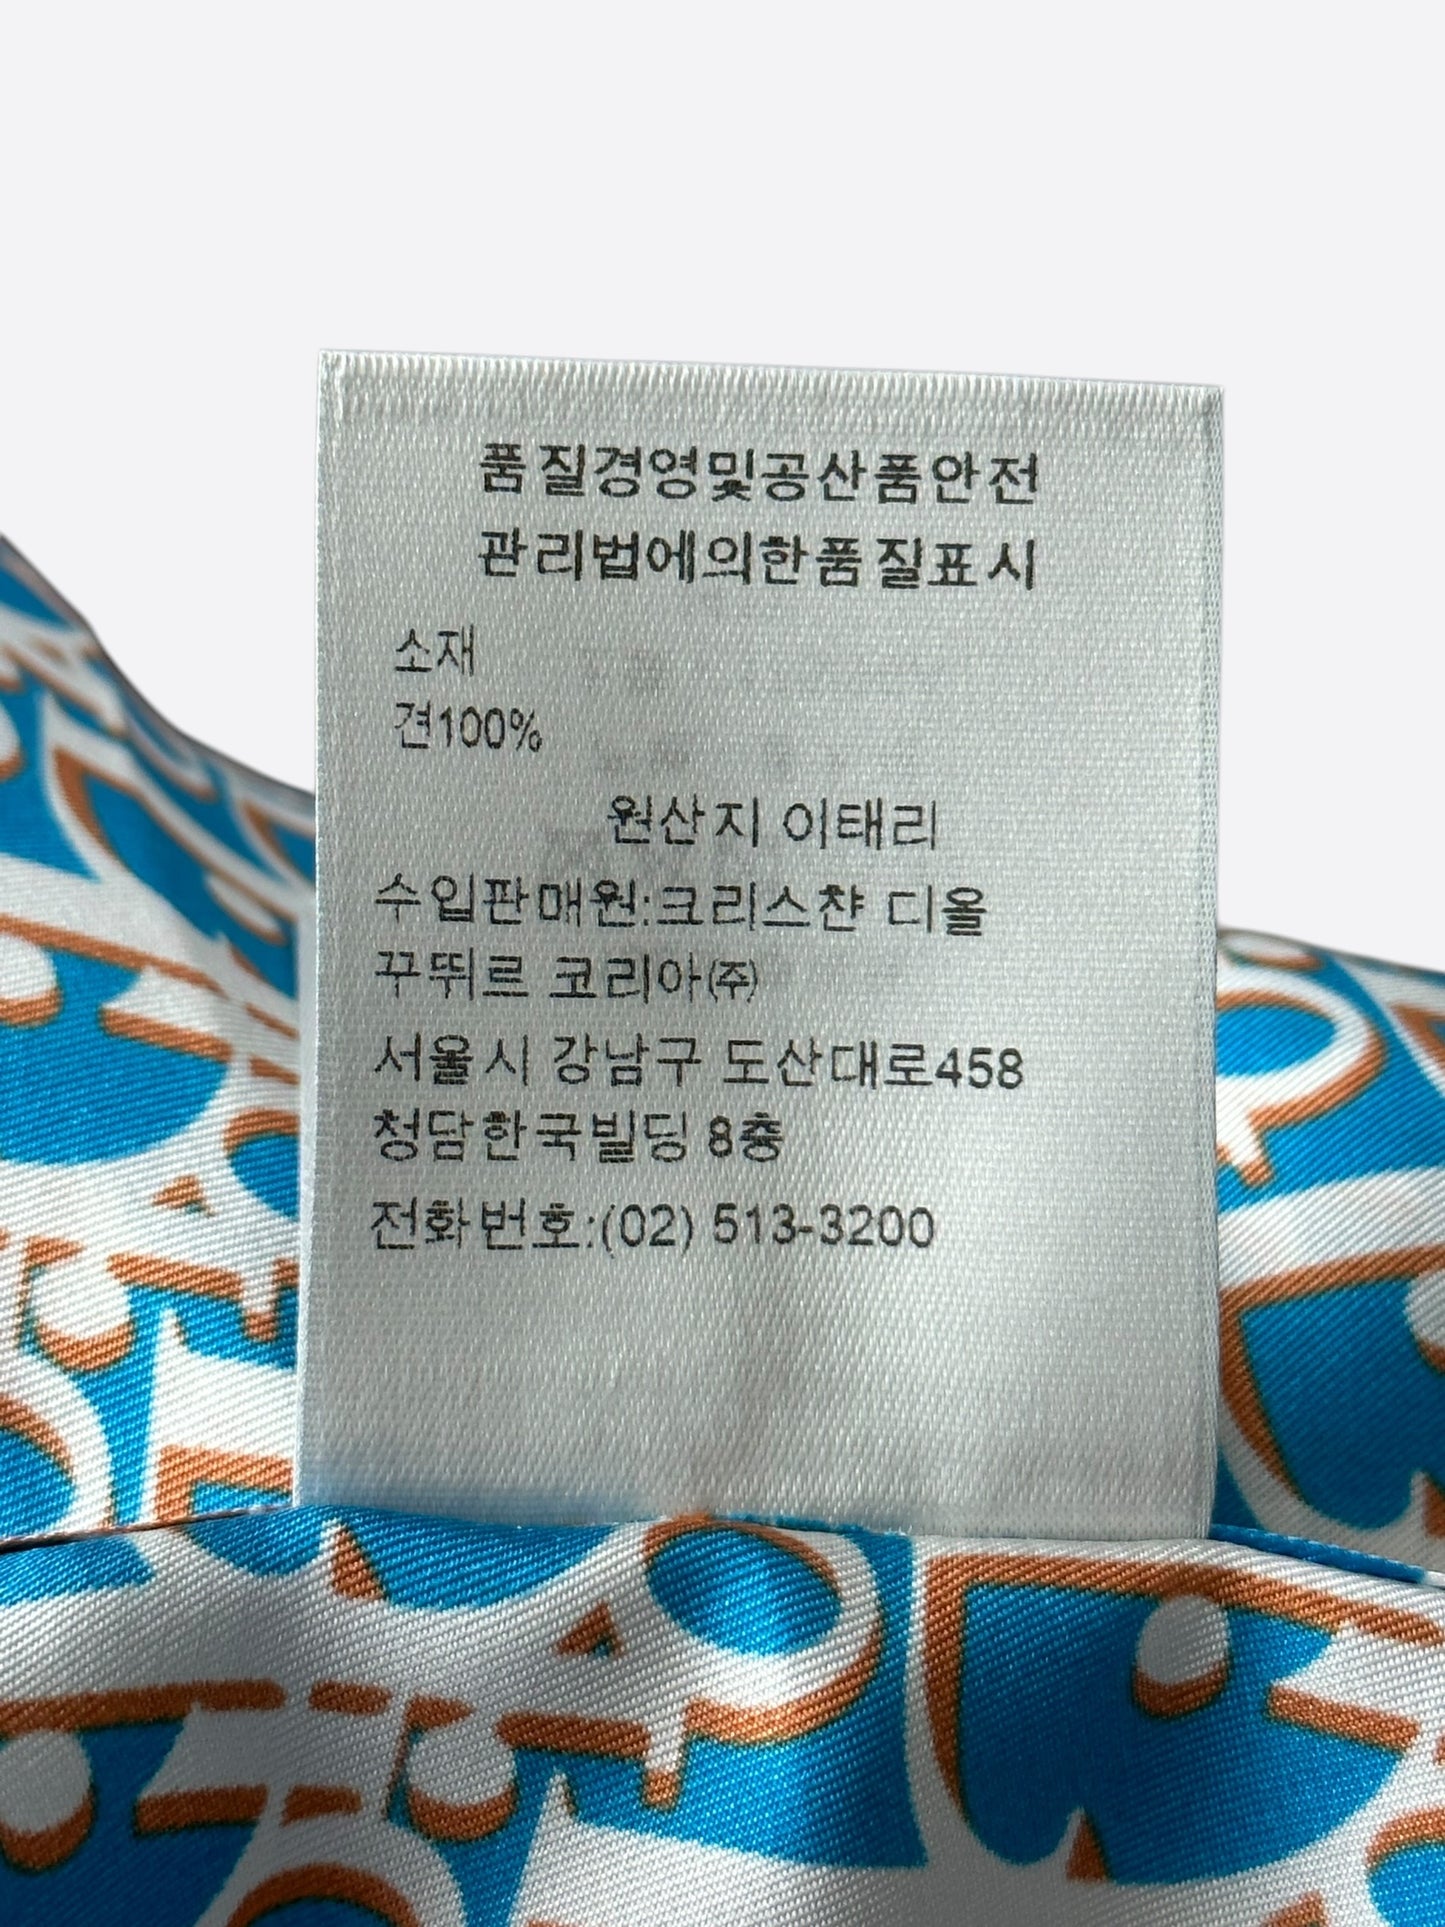 품질경영및공산품안전
관리법에의한품질표시
소재
견100%
원산지 이태리
수입판매원:크리스챤 디올
꾸뛰르 코리아㈜
서울시 강남구 도산대로458
청담한국빌딩 8층
전화번호:(02) 513-3200